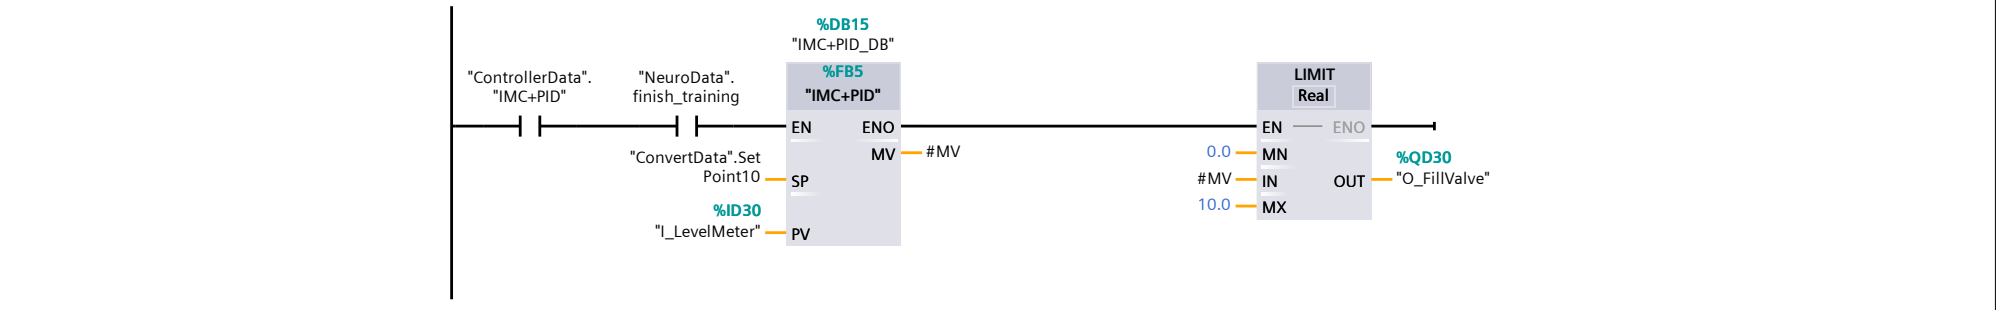 %DB15
"IMC+PID_DB"
"ControllerData".
"IMC+PID"
"NeuroData".
finish_training
%FB5
"IMC+PID"
EN
ENO
MV
#MV
"ConvertData".Set
Point10
SP
%ID30
"I_LevelMeter"
PV
LIMIT
Real
EN
ENO
0.0
MN
#MV
IN
10.0
MX
OUT
%QD30
"O_FillValve"